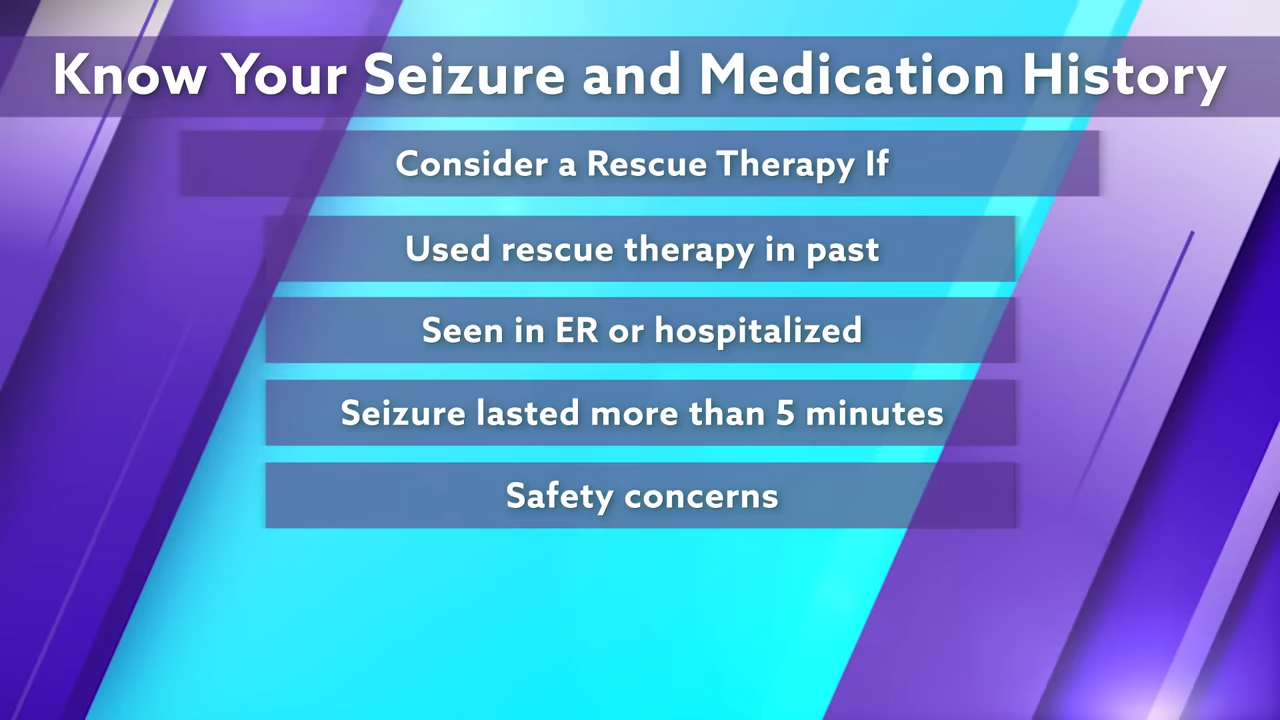 Know Your Seizure and Medication History
Consider a Rescue Therapy If
Used rescue therapy in past
Seen in ER or hospitalized
Seizure lasted more than 5 minutes
Safety concerns